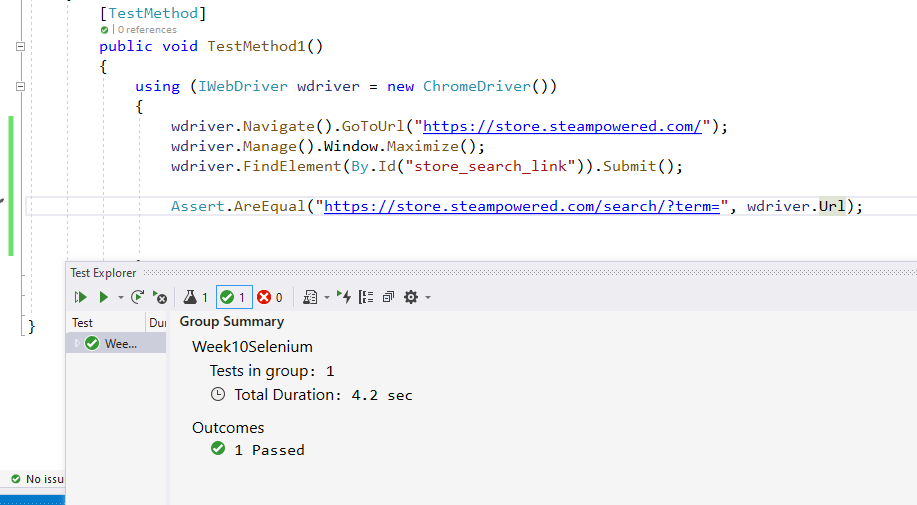 [TestMethod]
| 0 references
public void TestMethod1()
{
using (IWebDriver wdriver = new ChromeDriver())
{
wdriver.Navigate().GoToUrl("https://store.steampowered.com/");
wdriver.Manage().Window.Maximize();
wdriver.FindElement(By.Id("store_search_link")).Submit();
Assert.AreEqual("https://store.steampowered.com/search/?term=", wdriver.Url);
}
Test Explorer
1 1 0
Test Du
Wee...
Group Summary
Week10Selenium
Tests in group: 1
Total Duration: 4.2 sec
Outcomes
1 Passed
No issu